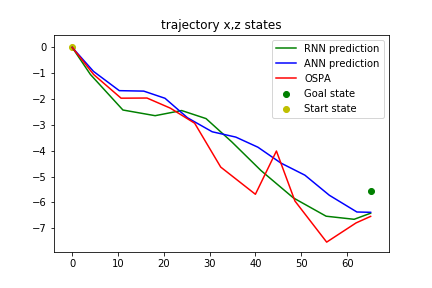 trajectory x,z states
RNN prediction
ANN prediction
OSPA
Goal state
Start state
0
−1
−2
−3
−4
−5
−6
−7
0 10 20 30 40 50 60